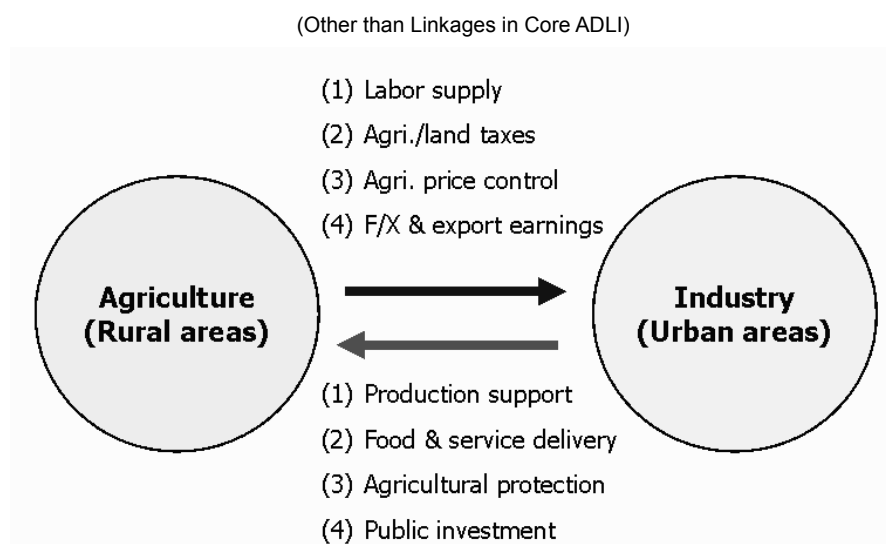 (Other than Linkages in Core ADLI)
(1) Labor supply
(2) Agri./land taxes
(3) Agri. price control
(4) F/X & export earnings
Agriculture
(Rural areas)
Industry
(Urban areas)
(1) Production support
(2) Food & service delivery
(3) Agricultural protection
(4) Public investment